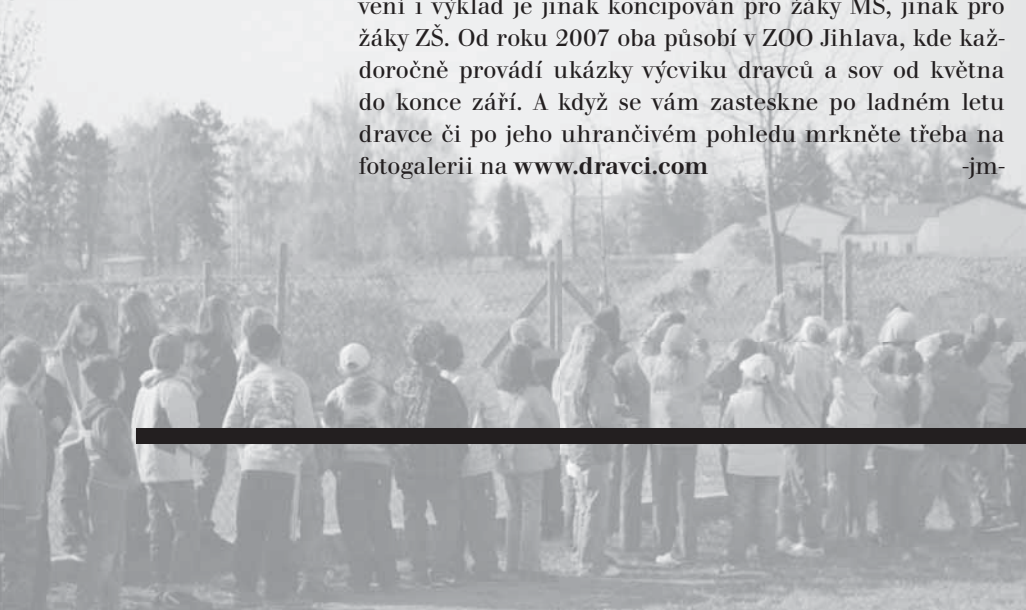 vení i výklad je jinak koncipován pro žáky MŠ, jinak pro
žáky ZŠ. Od roku 2007 oba působí v ZOO Jihlava, kde kaž-
doročně provádí ukázky výcviku dravců a sov od května
do konce září. A když se vám zasteskne po ladném letu
dravce či po jeho uhrančivém pohledu mrkněte třeba na
fotogalerii na www.dravci.com -jm-